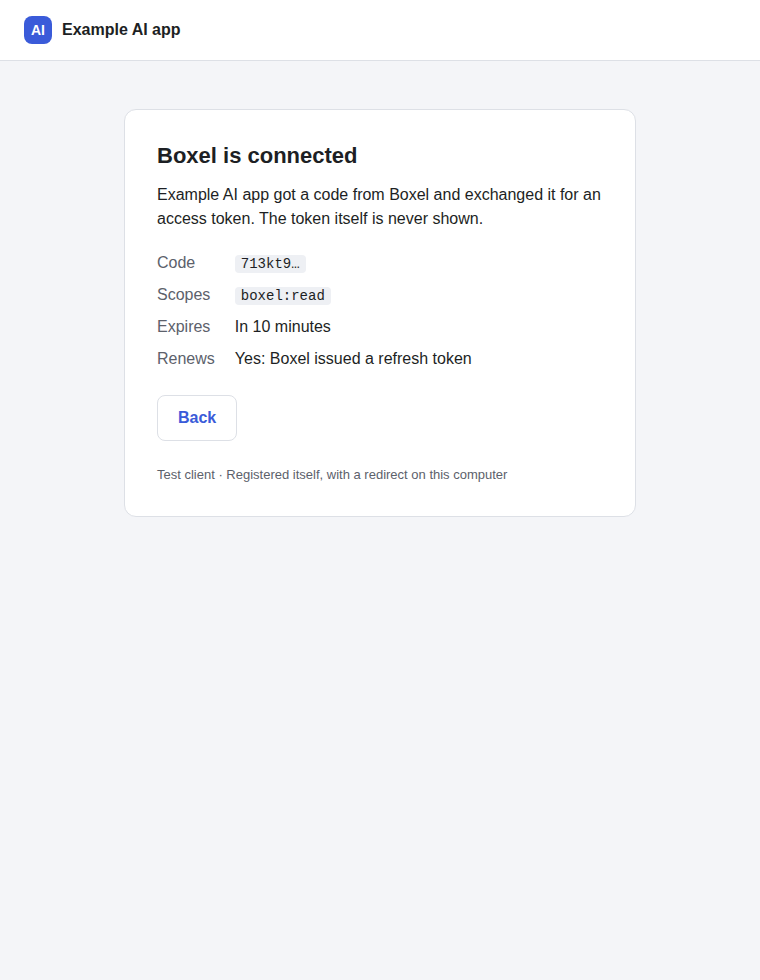 AI Example AI app
Boxel is connected
Example AI app got a code from Boxel and exchanged it for an
access token. The token itself is never shown.
Code 713kt9…
Scopes boxel:read
Expires In 10 minutes
Renews Yes: Boxel issued a refresh token
Back
Test client · Registered itself, with a redirect on this computer